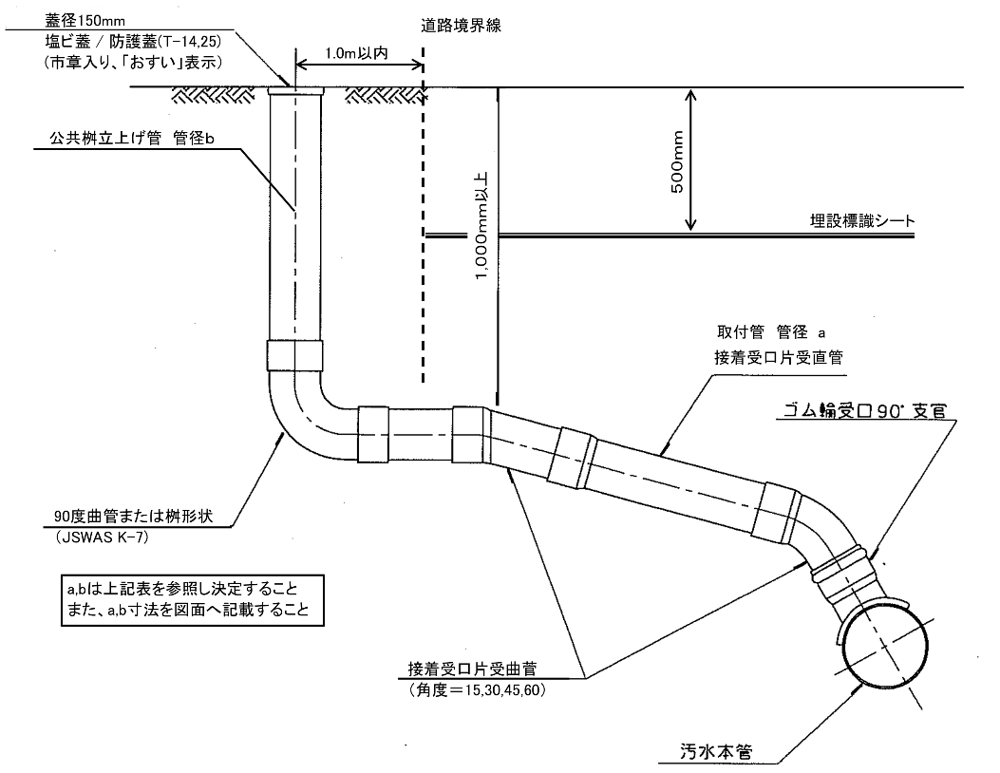 蓋径150mm
塩ビ蓋 / 防護蓋(T-14,25)
(市章入り、「おすい」表示)
道路境界線
1.0m以内
公共桝立上げ管 管径b
1,000mm以上
500mm
埋設標識シート
取付管 管径 a
接着受口片受直管
ゴム輪受口90°支官
90度曲管または桝形状
(JSWAS K-7)
a,bは上記表を参照し決定すること
また、a,b寸法を図面へ記載すること
接着受口片受曲菅
(角度=15,30,45,60)
汚水本管